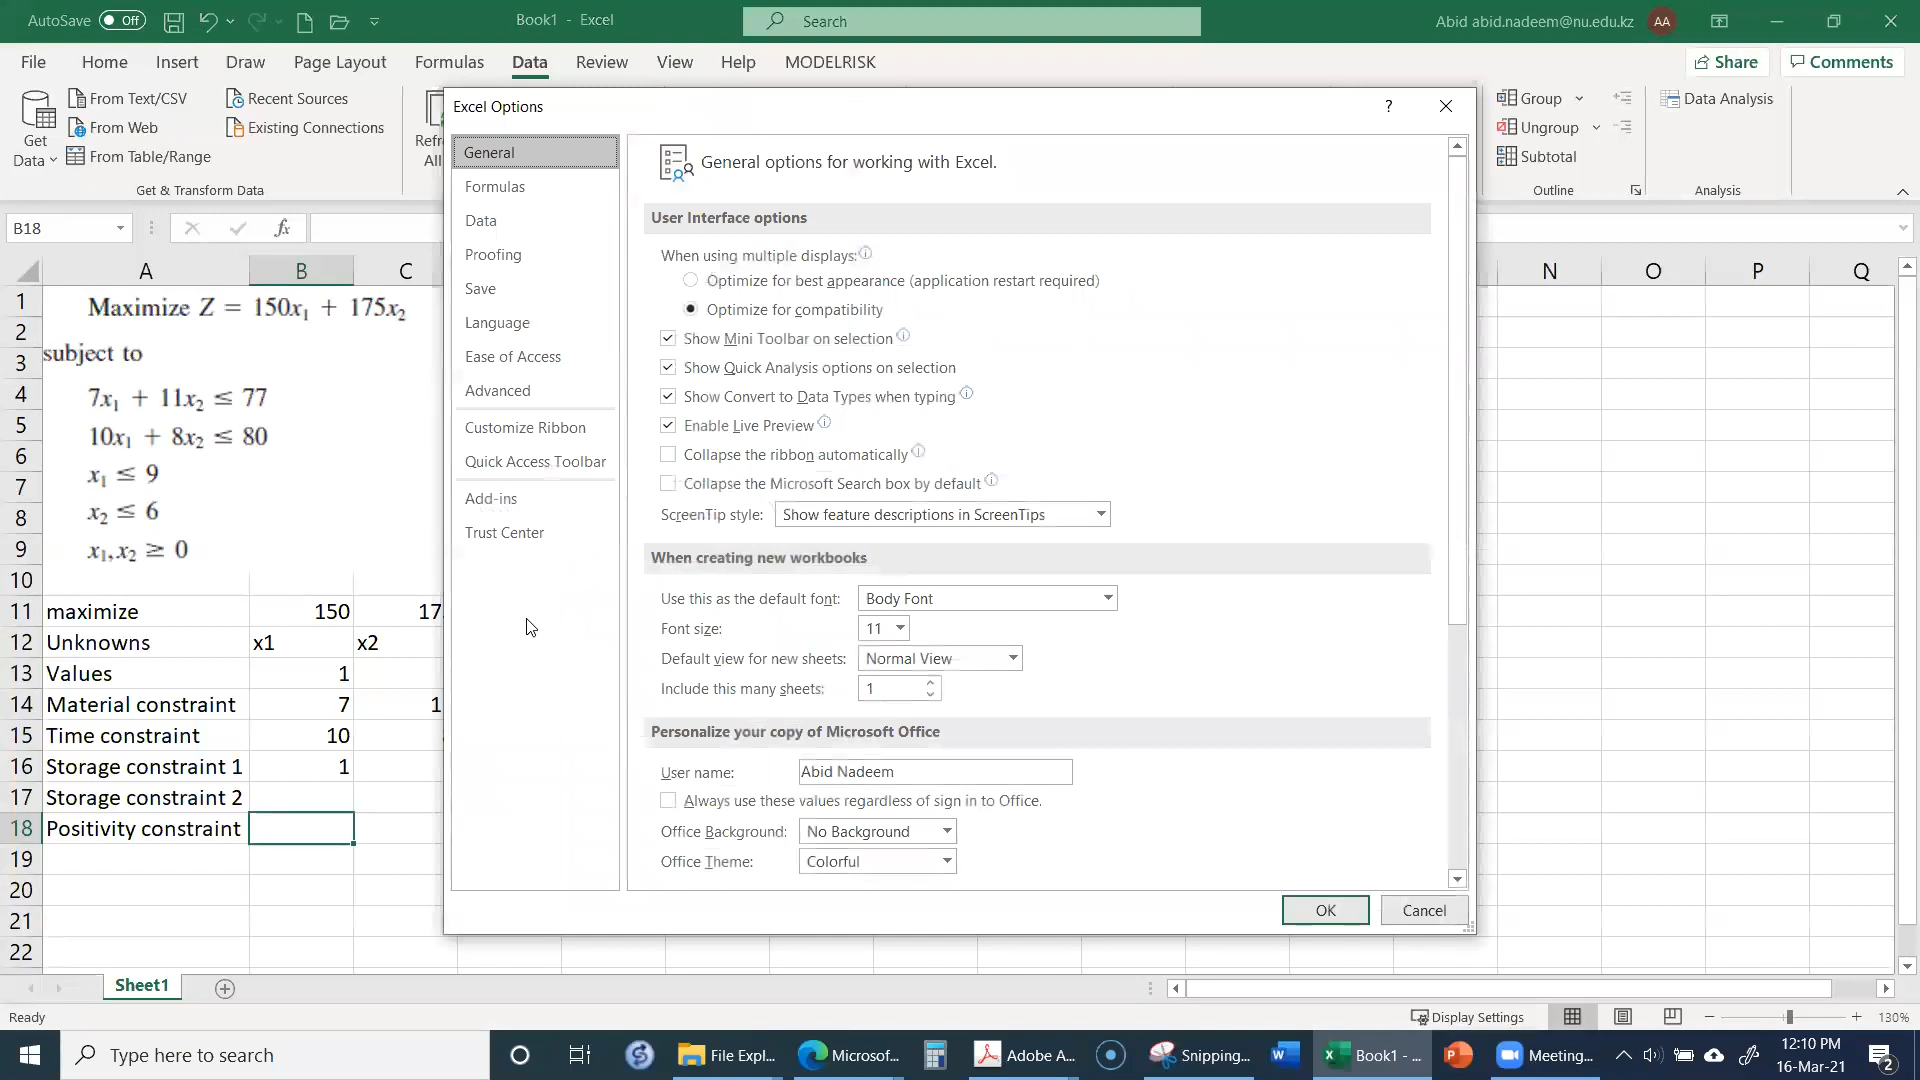 AutoSave Off
Book1 - Excel
Search
Abid abid.nadeem@nu.edu.kz
AA
File Home Insert Draw Page Layout Formulas Data Review View Help MODELRISK
Share
Comments
Get Data
From Text/CSV
From Web
From Table/Range
Recent Sources
Existing Connections
Get & Transform Data
Refre
All
Group
Ungroup
Subtotal
Outline
Data Analysis
Analysis
B18
fx
Excel Options
?
General
Formulas
Data
Proofing
Save
Language
Ease of Access
Advanced
Customize Ribbon
Quick Access Toolbar
Add-ins
Trust Center
General options for working with Excel.
User Interface options
When using multiple displays:
Optimize for best appearance (application restart required)
Optimize for compatibility
Show Mini Toolbar on selection
Show Quick Analysis options on selection
Show Convert to Data Types when typing
Enable Live Preview
Collapse the ribbon automatically
Collapse the Microsoft Search box by default
ScreenTip style: Show feature descriptions in ScreenTips
When creating new workbooks
Use this as the default font: Body Font
Font size: 11
Default view for new sheets: Normal View
Include this many sheets: 1
Personalize your copy of Microsoft Office
User name: Abid Nadeem
Always use these values regardless of sign in to Office.
Office Background: No Background
Office Theme: Colorful
OK Cancel
A B C N O P Q
1
2
3
4
5
6
7
8
9
10
Maximize Z = 150x₁ + 175x₂
subject to
7x₁ + 11x₂ ≤ 77
10x₁ + 8x₂ ≤ 80
x₁ ≤ 9
x₂ ≤ 6
x₁, x₂ ≥ 0
11 maximize 150 17
12 Unknowns x1 x2
13 Values 1
14 Material constraint 7 1
15 Time constraint 10
16 Storage constraint 1 1
17 Storage constraint 2
18 Positivity constraint
19
20
21
22
Sheet1
Ready
Display Settings
130%
Type here to search
File Expl...
Microsof...
Adobe A...
Snipping...
Book1 - ...
Meeting...
12:10 PM
16-Mar-21
2